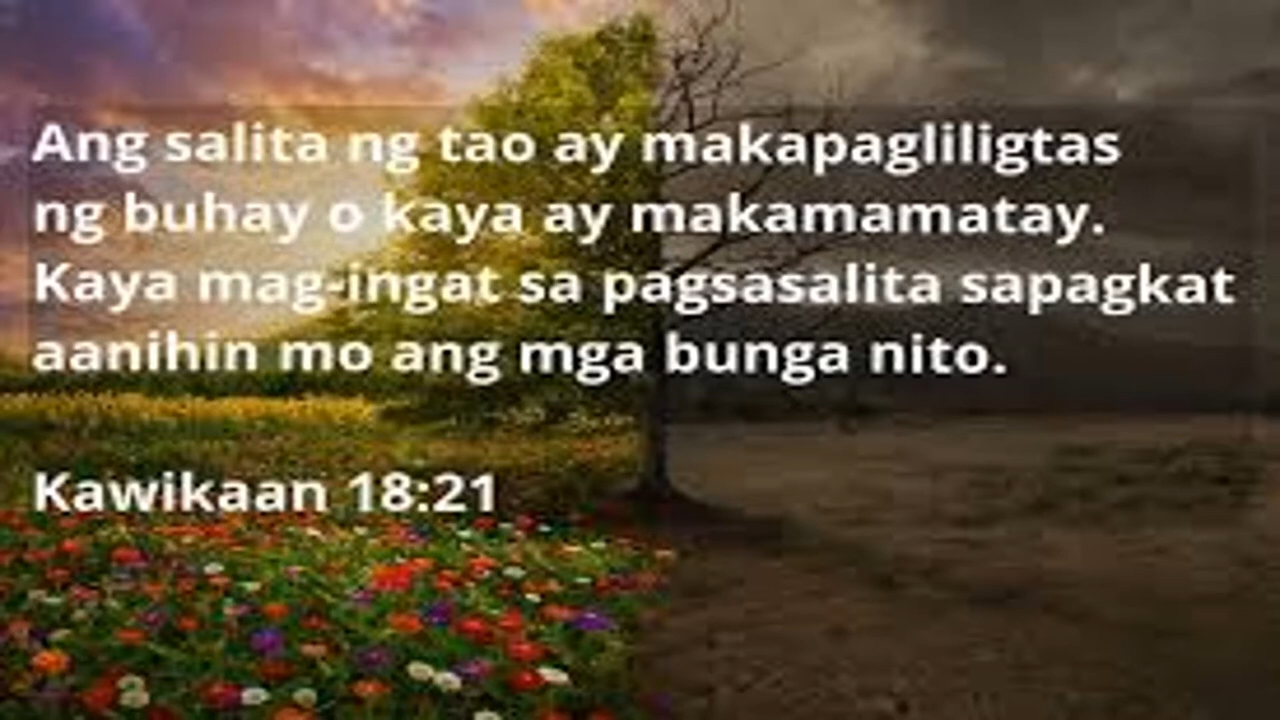 Ang salita ng tao ay makapagliligtas
ng buhay o kaya ay makamamatay.
Kaya mag-ingat sa pagsasalita sapagkat
aanihin mo ang mga bunga nito.
Kawikaan 18:21